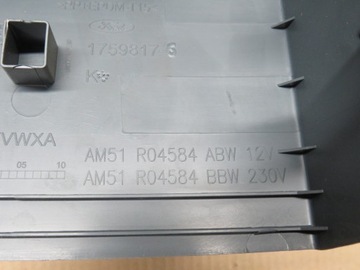 1759817 S
VWXA
AM51 R04584 ABW 12V
05 10
AM51 R04584 BBW 230V